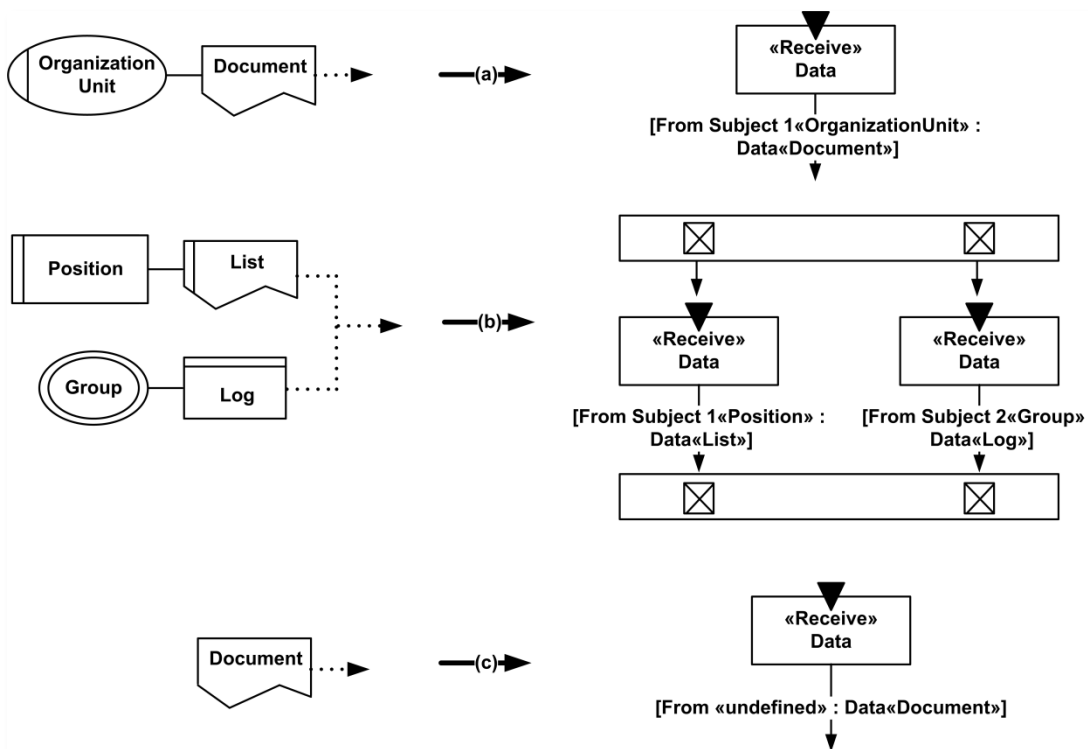 Organization
Unit
Document
(a)
«Receive»
Data
[From Subject 1«OrganizationUnit» :
Data«Document»]
Position
List
Group
Log
(b)
«Receive»
Data
[From Subject 1«Position» :
Data«List»]
«Receive»
Data
[From Subject 2«Group»
Data«Log»]
Document
(c)
«Receive»
Data
[From «undefined» : Data«Document»]